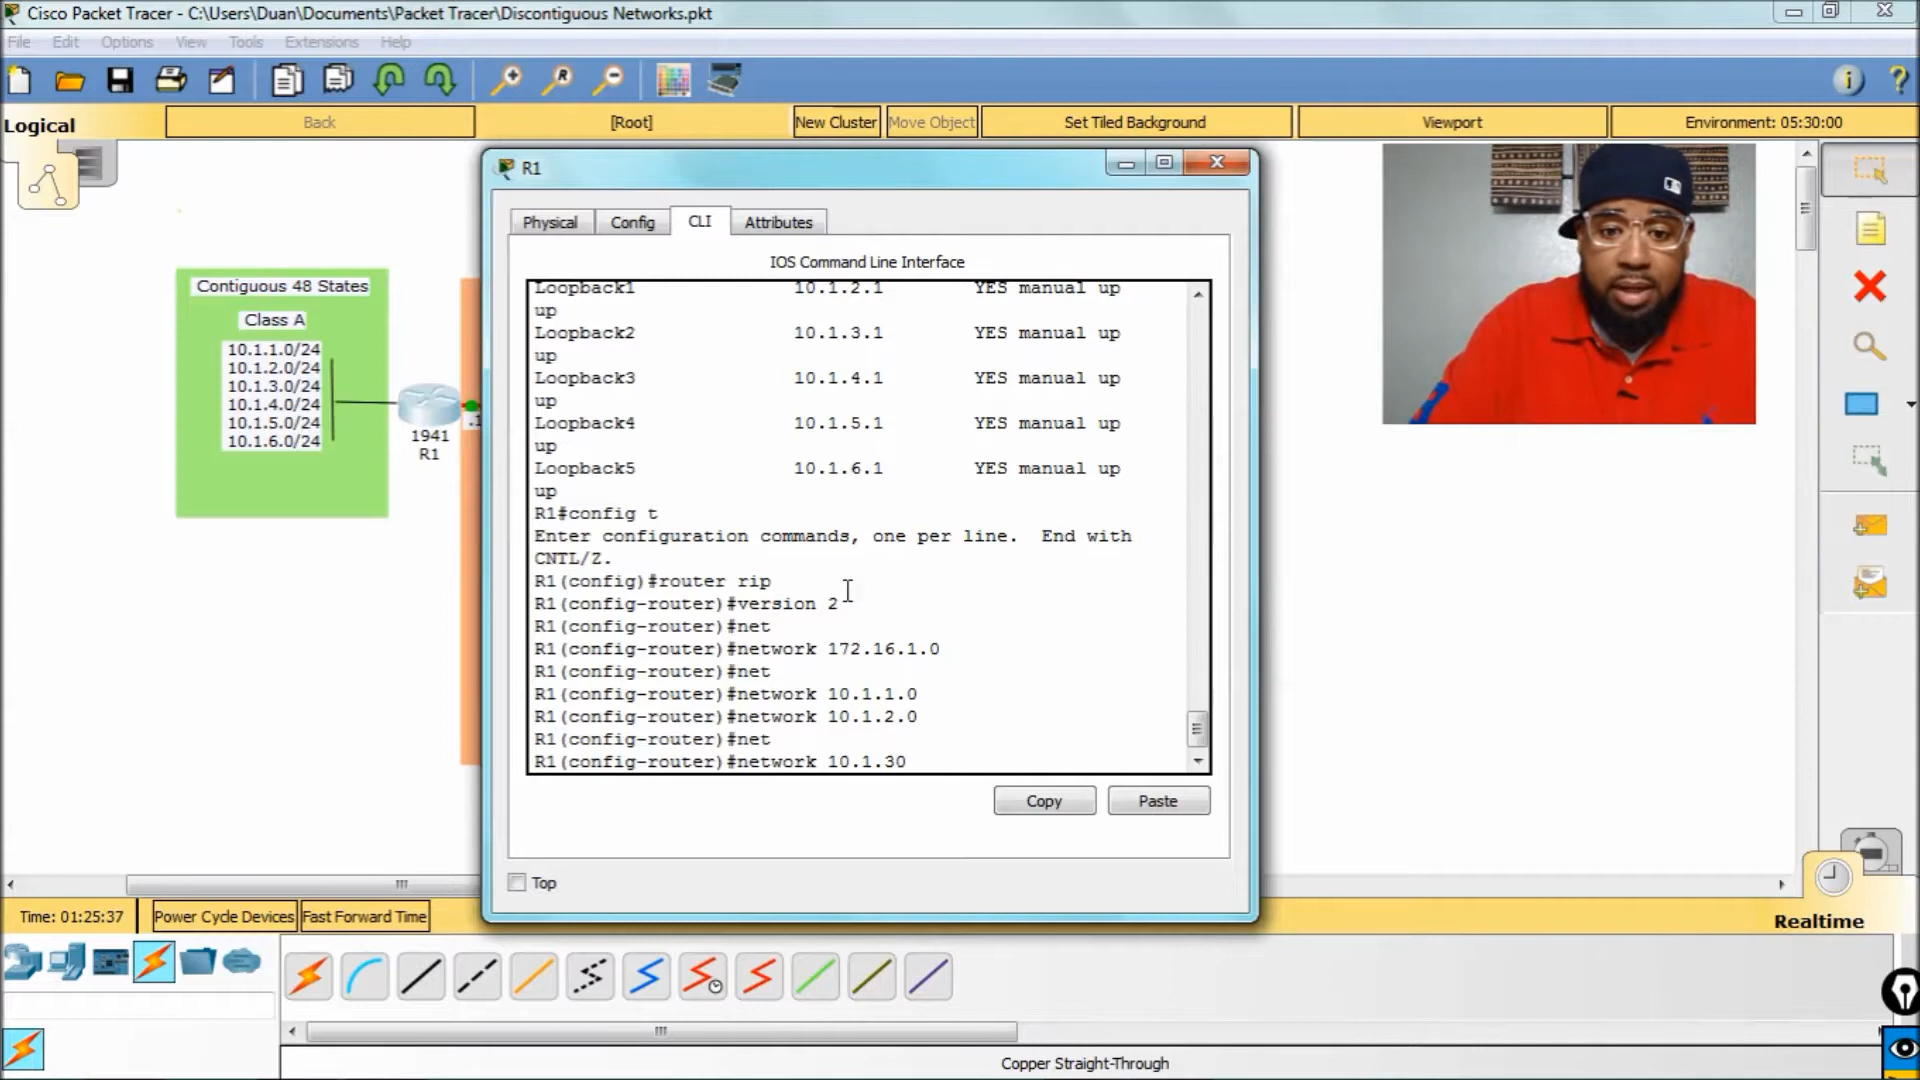 Cisco Packet Tracer - C:\Users\Duan\Documents\Packet Tracer\Discontiguous Networks.pkt
File Edit Options View Tools Extensions Help
Logical
Back
[Root]
New Cluster
Move Object
Set Tiled Background
Viewport
Environment: 05:30:00
Contiguous 48 States
Class A
10.1.1.0/24
10.1.2.0/24
10.1.3.0/24
10.1.4.0/24
10.1.5.0/24
10.1.6.0/24
1941
R1
.1
R1
Physical
Config
CLI
Attributes
IOS Command Line Interface
Loopback1 10.1.2.1 YES manual up
up
Loopback2 10.1.3.1 YES manual up
up
Loopback3 10.1.4.1 YES manual up
up
Loopback4 10.1.5.1 YES manual up
up
Loopback5 10.1.6.1 YES manual up
up
R1#config t
Enter configuration commands, one per line. End with
CNTL/Z.
R1(config)#router rip
R1(config-router)#version 2
R1(config-router)#net
R1(config-router)#network 172.16.1.0
R1(config-router)#net
R1(config-router)#network 10.1.1.0
R1(config-router)#network 10.1.2.0
R1(config-router)#net
R1(config-router)#network 10.1.30
Copy
Paste
Top
Time: 01:25:37
Power Cycle Devices
Fast Forward Time
Realtime
Copper Straight-Through